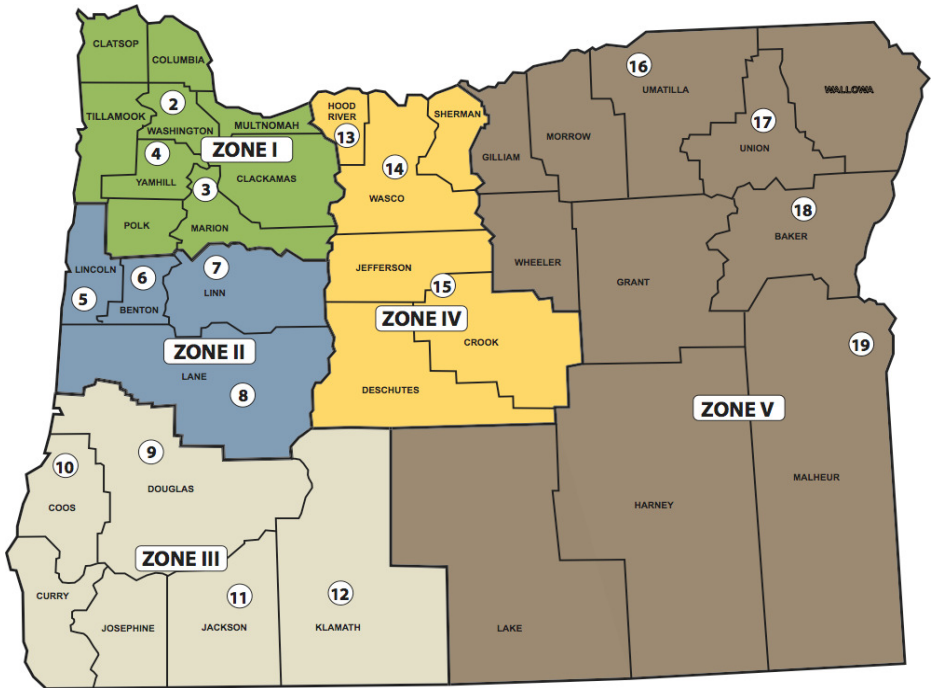 CLATSOP
COLUMBIA
TILLAMOOK
2
WASHINGTON
MULTNOMAH
4
ZONE I
YAMHILL
3
CLACKAMAS
POLK
MARION
HOOD
RIVER
13
SHERMAN
14
WASCO
JEFFERSON
15
ZONE IV
CROOK
DESCHUTES
16
UMATILLA
WALLOWA
MORROW
17
GILLIAM
UNION
18
BAKER
WHEELER
GRANT
19
ZONE V
MALHEUR
HARNEY
LAKE
LINCOLN
6
7
5
BENTON
LINN
ZONE II
LANE
8
9
10
DOUGLAS
COOS
ZONE III
CURRY
11
12
JOSEPHINE
JACKSON
KLAMATH